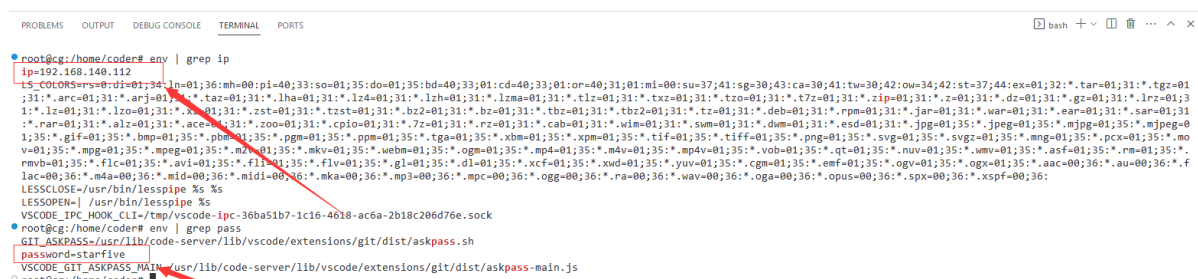 PROBLEMS OUTPUT DEBUG CONSOLE TERMINAL PORTS bash
root@cg:/home/coder# env | grep ip
ip=192.168.140.112
LS_COLORS=rs=0:di=01;34:ln=01;36:mh=00:pi=40;33:so=01;35:do=01;35:bd=40;33;01:cd=40;33;01:or=40;31;01:mi=00:su=37;41:sg=30;43:ca=30;41:tw=30;42:ow=34;42:st=37;44:ex=01;32:*.tar=01;31:*.tgz=01
;31:*.arc=01;31:*.arj=01;31:*.taz=01;31:*.lha=01;31:*.lz4=01;31:*.lzh=01;31:*.lzma=01;31:*.tlz=01;31:*.txz=01;31:*.tzo=01;31:*.t7z=01;31:*.zip=01;31:*.z=01;31:*.dz=01;31:*.gz=01;31:*.lrz=01;3
1:*.lz=01;31:*.lzo=01;31:*.xz=01;31:*.zst=01;31:*.tzst=01;31:*.bz2=01;31:*.bz=01;31:*.tbz=01;31:*.tbz2=01;31:*.tz=01;31:*.deb=01;31:*.rpm=01;31:*.jar=01;31:*.war=01;31:*.ear=01;31:*.sar=01;31
:*.rar=01;31:*.alz=01;31:*.ace=01;31:*.zoo=01;31:*.cpio=01;31:*.7z=01;31:*.rz=01;31:*.cab=01;31:*.wim=01;31:*.swm=01;31:*.dwm=01;31:*.esd=01;31:*.jpg=01;35:*.jpeg=01;35:*.mjpg=01;35:*.mjpeg=0
1;35:*.gif=01;35:*.bmp=01;35:*.pbm=01;35:*.pgm=01;35:*.ppm=01;35:*.tga=01;35:*.xbm=01;35:*.xpm=01;35:*.tif=01;35:*.tiff=01;35:*.png=01;35:*.svg=01;35:*.svgz=01;35:*.mng=01;35:*.pcx=01;35:*.mo
v=01;35:*.mpg=01;35:*.mpeg=01;35:*.m2v=01;35:*.mkv=01;35:*.webm=01;35:*.ogm=01;35:*.mp4=01;35:*.m4v=01;35:*.mp4v=01;35:*.vob=01;35:*.qt=01;35:*.nuv=01;35:*.wmv=01;35:*.asf=01;35:*.rm=01;35:*.
rmvb=01;35:*.flc=01;35:*.avi=01;35:*.fli=01;35:*.flv=01;35:*.gl=01;35:*.dl=01;35:*.xcf=01;35:*.xwd=01;35:*.yuv=01;35:*.cgm=01;35:*.emf=01;35:*.ogv=01;35:*.ogx=01;35:*.aac=00;36:*.au=00;36:*.f
lac=00;36:*.m4a=00;36:*.mid=00;36:*.midi=00;36:*.mka=00;36:*.mp3=00;36:*.mpc=00;36:*.ogg=00;36:*.ra=00;36:*.wav=00;36:*.oga=00;36:*.opus=00;36:*.spx=00;36:*.xspf=00;36:
LESSCLOSE=/usr/bin/lesspipe %s %s
LESSOPEN=| /usr/bin/lesspipe %s
VSCODE_IPC_HOOK_CLI=/tmp/vscode-ipc-36ba51b7-1c16-4618-ac6a-2b18c206d76e.sock
root@cg:/home/coder# env | grep pass
GIT_ASKPASS=/usr/lib/code-server/lib/vscode/extensions/git/dist/askpass.sh
password=starfive
VSCODE_GIT_ASKPASS_MAIN=/usr/lib/code-server/lib/vscode/extensions/git/dist/askpass-main.js